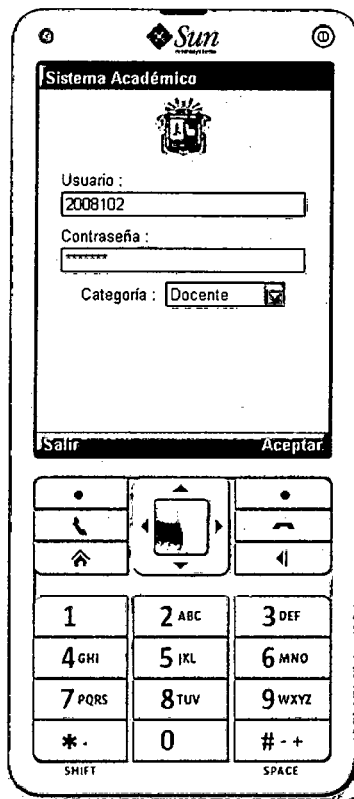 Sun
Sistema Académico
Usuario :
2008102
Contraseña :
*******
Categoría : Docente
Salir Aceptar
1 2 ABC 3 DEF
4 GHI 5 JKL 6 MNO
7 PQRS 8 TUV 9 WXYZ
* . 0 # - +
SHIFT SPACE